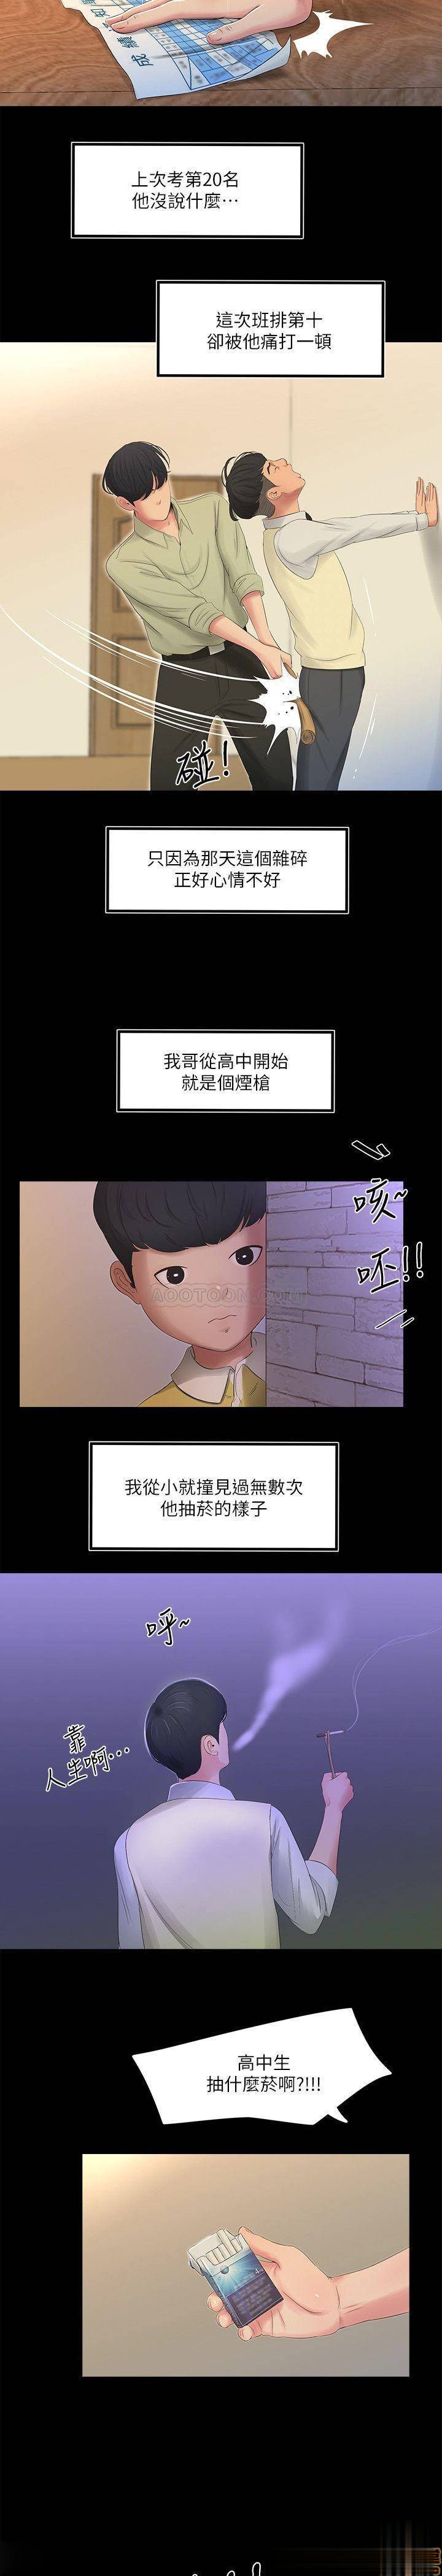 成績
上次考第20名
他沒說什麼…
這次班排第十
卻被他痛打一頓
碰!
只因為那天這個雜碎
正好心情不好
我哥從高中開始
就是個煙槍
咳~
呸!!
AOOTOON.COM
我從小就撞見過無數次
他抽菸的樣子
呼~
靠
人生啊…
高中生
抽什麼菸啊?!!!